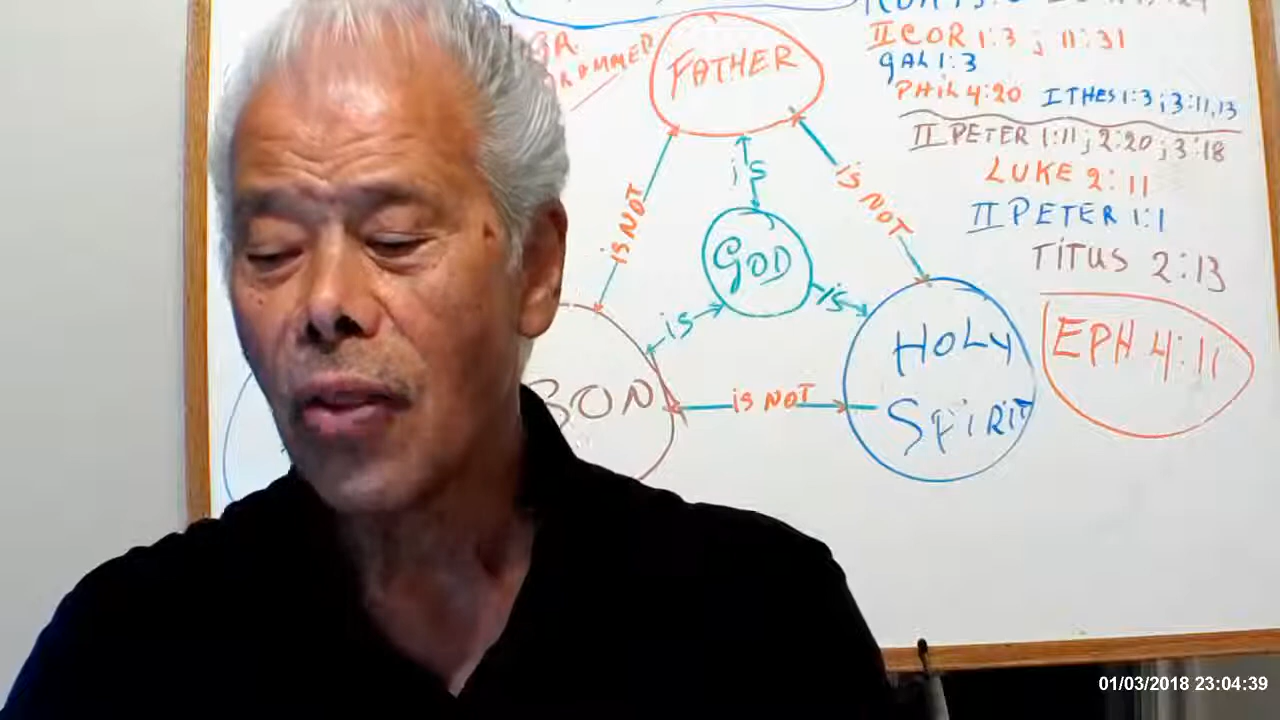 II COR 1:3 ; 11:31
GAL 1:3
PHIL 4:20 I THES 1:3 ; 3:11,13
II PETER 1:11 ; 2:20 ; 3:18
LUKE 2:11
II PETER 1:1
TITUS 2:13
EPH 4:11
GR
FATHER
is NOT
is
is NOT
GOD
is
is
SON
is NOT
HOLY
SPIRIT
01/03/2018 23:04:39